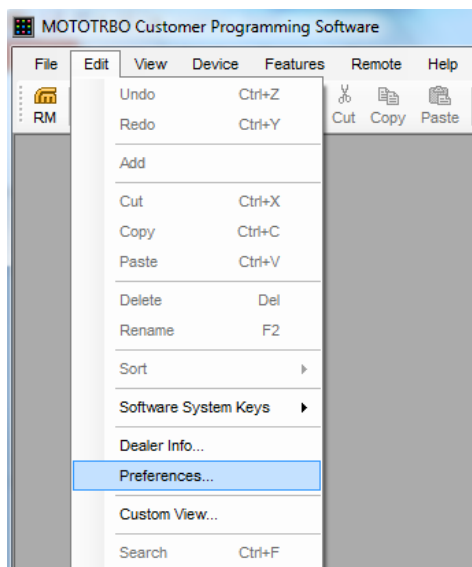 MOTOTRBO Customer Programming Software
File Edit View Device Features Remote Help
RM Cut Copy Paste
Undo Ctrl+Z
Redo Ctrl+Y
Add
Cut Ctrl+X
Copy Ctrl+C
Paste Ctrl+V
Delete Del
Rename F2
Sort
Software System Keys
Dealer Info...
Preferences...
Custom View...
Search Ctrl+F